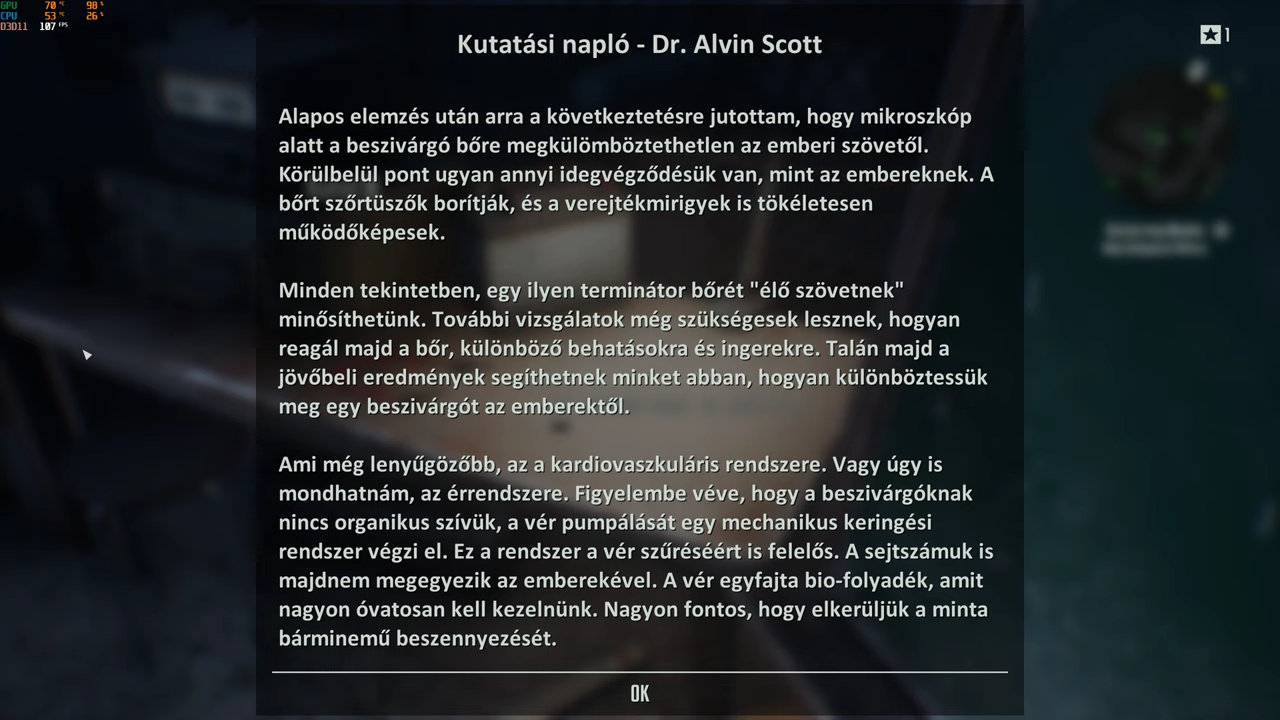 GPU 70 °C 98 %
CPU 53 °C 26 %
D3D11 107 FPS
1
Kutatási napló - Dr. Alvin Scott
Alapos elemzés után arra a következtetésre jutottam, hogy mikroszkóp
alatt a beszivárgó bőre megkülömböztethetlen az emberi szövetől.
Körülbelül pont ugyan annyi idegvégződésük van, mint az embereknek. A
bőrt szőrtüszők borítják, és a verejtékmirigyek is tökéletesen
működőképesek.
Minden tekintetben, egy ilyen terminátor bőrét "élő szövetnek"
minősíthetünk. További vizsgálatok még szükségesek lesznek, hogyan
reagál majd a bőr, különböző behatásokra és ingerekre. Talán majd a
jövőbeli eredmények segíthetnek minket abban, hogyan különböztessük
meg egy beszivárgót az emberektől.
Ami még lenyűgözőbb, az a kardiovaszkuláris rendszere. Vagy úgy is
mondhatnám, az érrendszere. Figyelembe véve, hogy a beszivárgóknak
nincs organikus szívük, a vér pumpálását egy mechanikus keringési
rendszer végzi el. Ez a rendszer a vér szűréséért is felelős. A sejtszámuk is
majdnem megegyezik az emberekével. A vér egyfajta bio-folyadék, amit
nagyon óvatosan kell kezelnünk. Nagyon fontos, hogy elkerüljük a minta
bárminemű beszennyezését.
OK